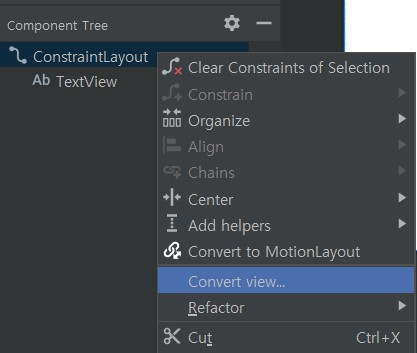 Component Tree
ConstraintLayout
Ab TextView
Clear Constraints of Selection
Constrain
Organize
Align
Chains
Center
Add helpers
Convert to MotionLayout
Convert view...
Refactor
Cut Ctrl+X